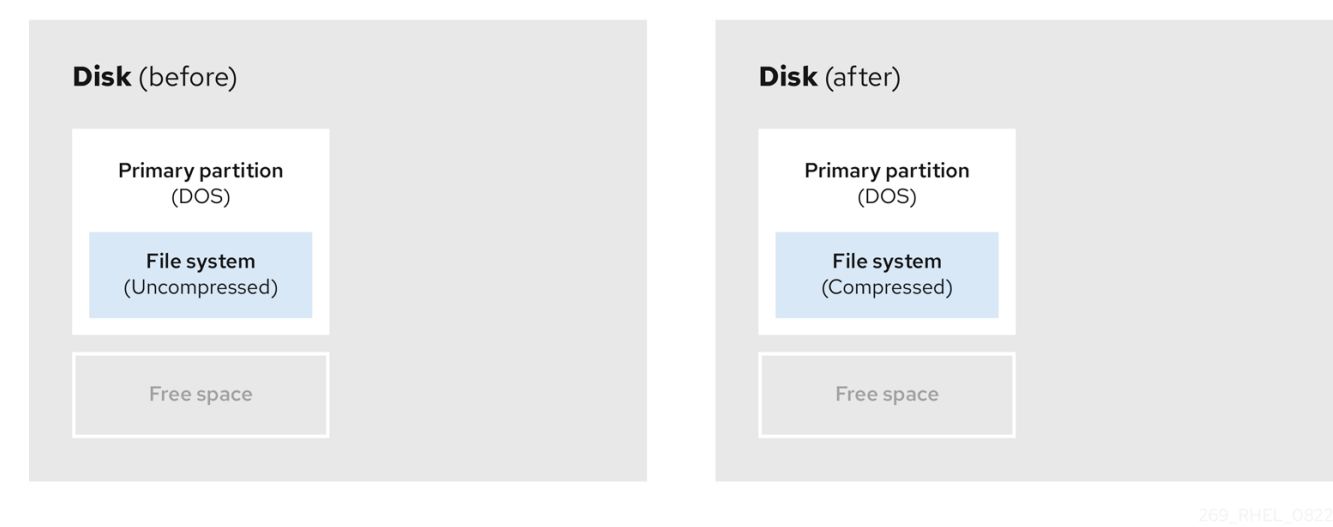 Disk (before)
Primary partition
(DOS)
File system
(Uncompressed)
Free space
Disk (after)
Primary partition
(DOS)
File system
(Compressed)
Free space
269_RHEL_0822